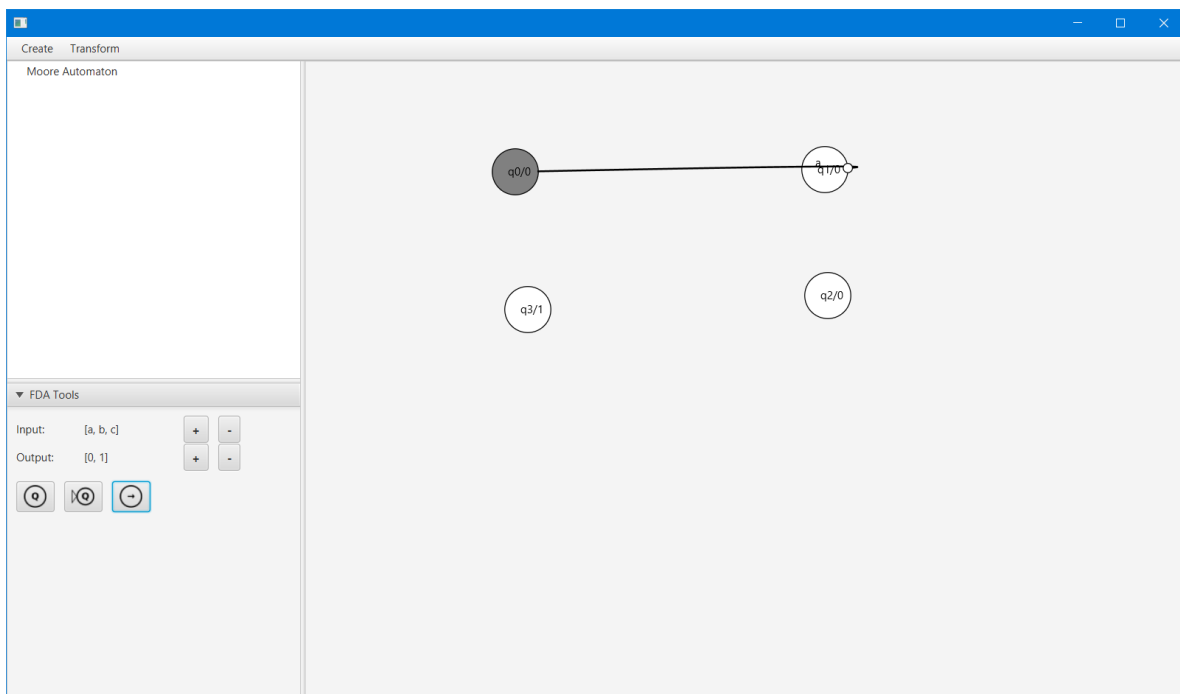 Create Transform
Moore Automaton
q0/0
a
q1/0
q3/1
q2/0
FDA Tools
Input: [a, b, c] + -
Output: [0, 1] + -
Q Q